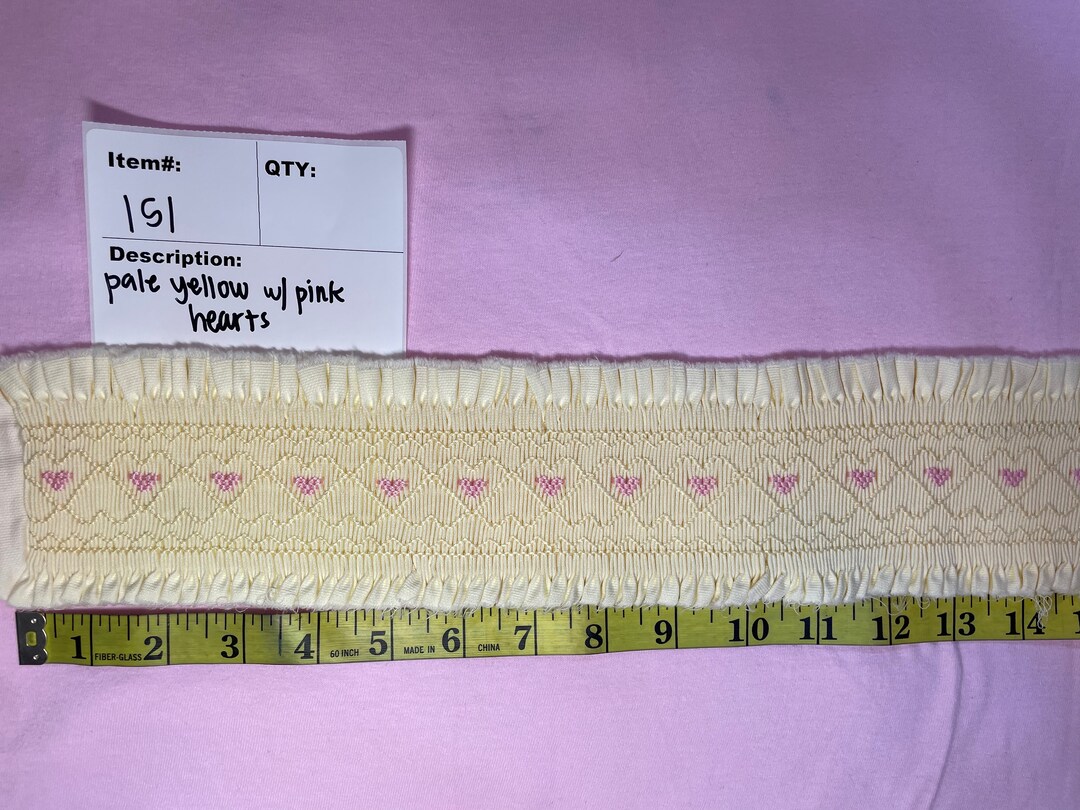 Item#:
QTY:
151
Description:
pale yellow w/ pink
hearts
1 FIBER-GLASS 2 3 4 60 INCH 5 MADE IN 6 CHINA 7 8 9 10 11 12 13 14